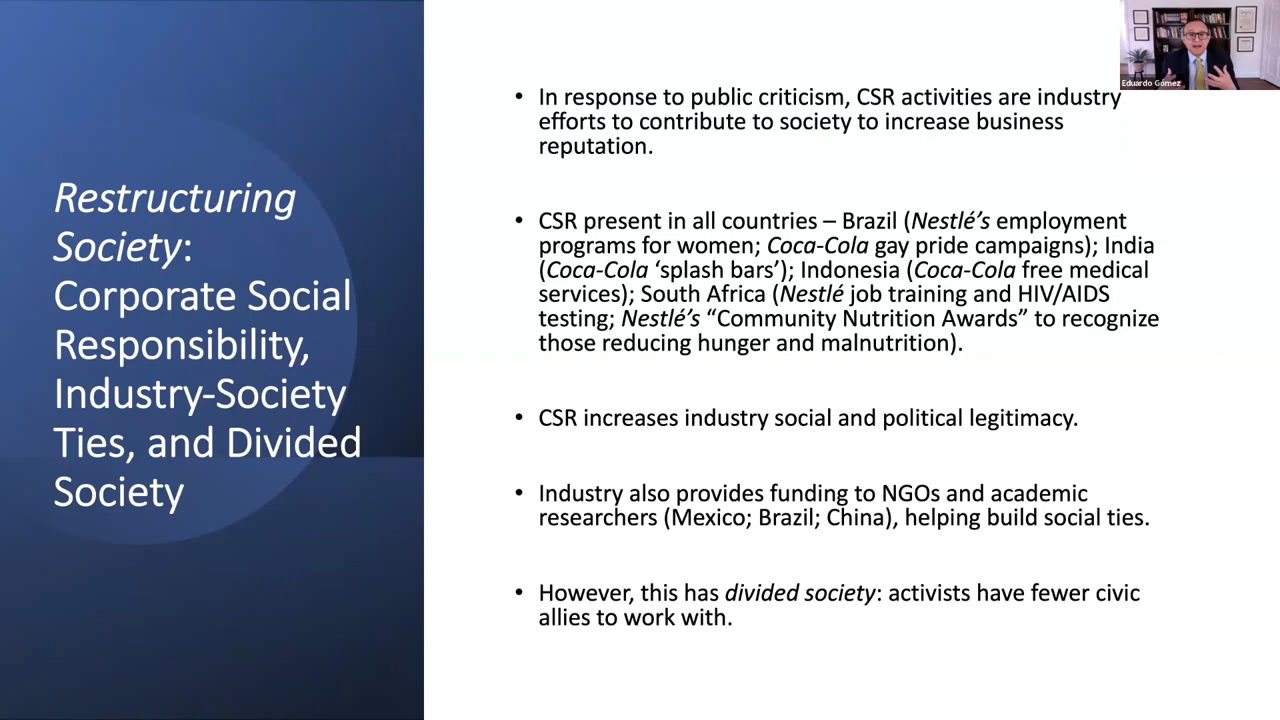 Restructuring
Society:
Corporate Social
Responsibility,
Industry-Society
Ties, and Divided
Society
• In response to public criticism, CSR activities are industry
efforts to contribute to society to increase business
reputation.
• CSR present in all countries – Brazil (Nestlé’s employment
programs for women; Coca-Cola gay pride campaigns); India
(Coca-Cola ‘splash bars’); Indonesia (Coca-Cola free medical
services); South Africa (Nestlé job training and HIV/AIDS
testing; Nestlé’s “Community Nutrition Awards” to recognize
those reducing hunger and malnutrition).
• CSR increases industry social and political legitimacy.
• Industry also provides funding to NGOs and academic
researchers (Mexico; Brazil; China), helping build social ties.
• However, this has divided society: activists have fewer civic
allies to work with.
Eduardo Gómez